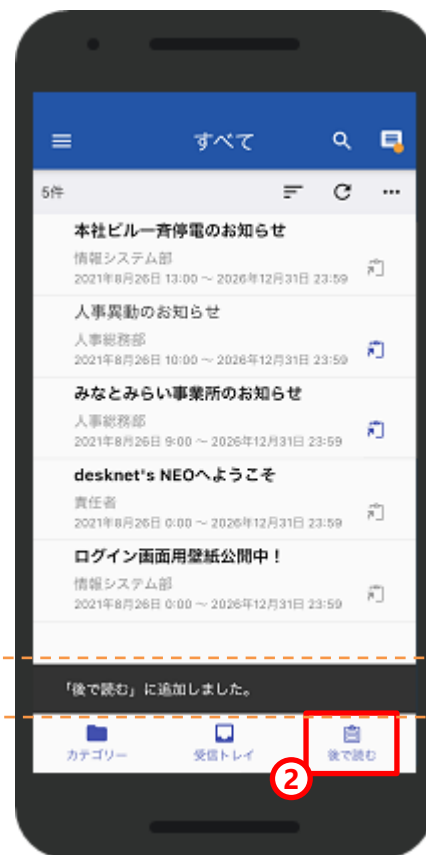 すべて
5件
本社ビル一斉停電のお知らせ
情報システム部
2021年8月26日 13:00 ～ 2026年12月31日 23:59
人事異動のお知らせ
人事総務部
2021年8月26日 10:00 ～ 2026年12月31日 23:59
みなとみらい事業所のお知らせ
人事総務部
2021年8月26日 9:00 ～ 2026年12月31日 23:59
desknet's NEOへようこそ
責任者
2021年8月26日 0:00 ～ 2026年12月31日 23:59
ログイン画面用壁紙公開中！
情報システム部
2021年8月26日 0:00 ～ 2026年12月31日 23:59
「後で読む」に追加しました。
カテゴリー 受信トレイ 後で読む
2